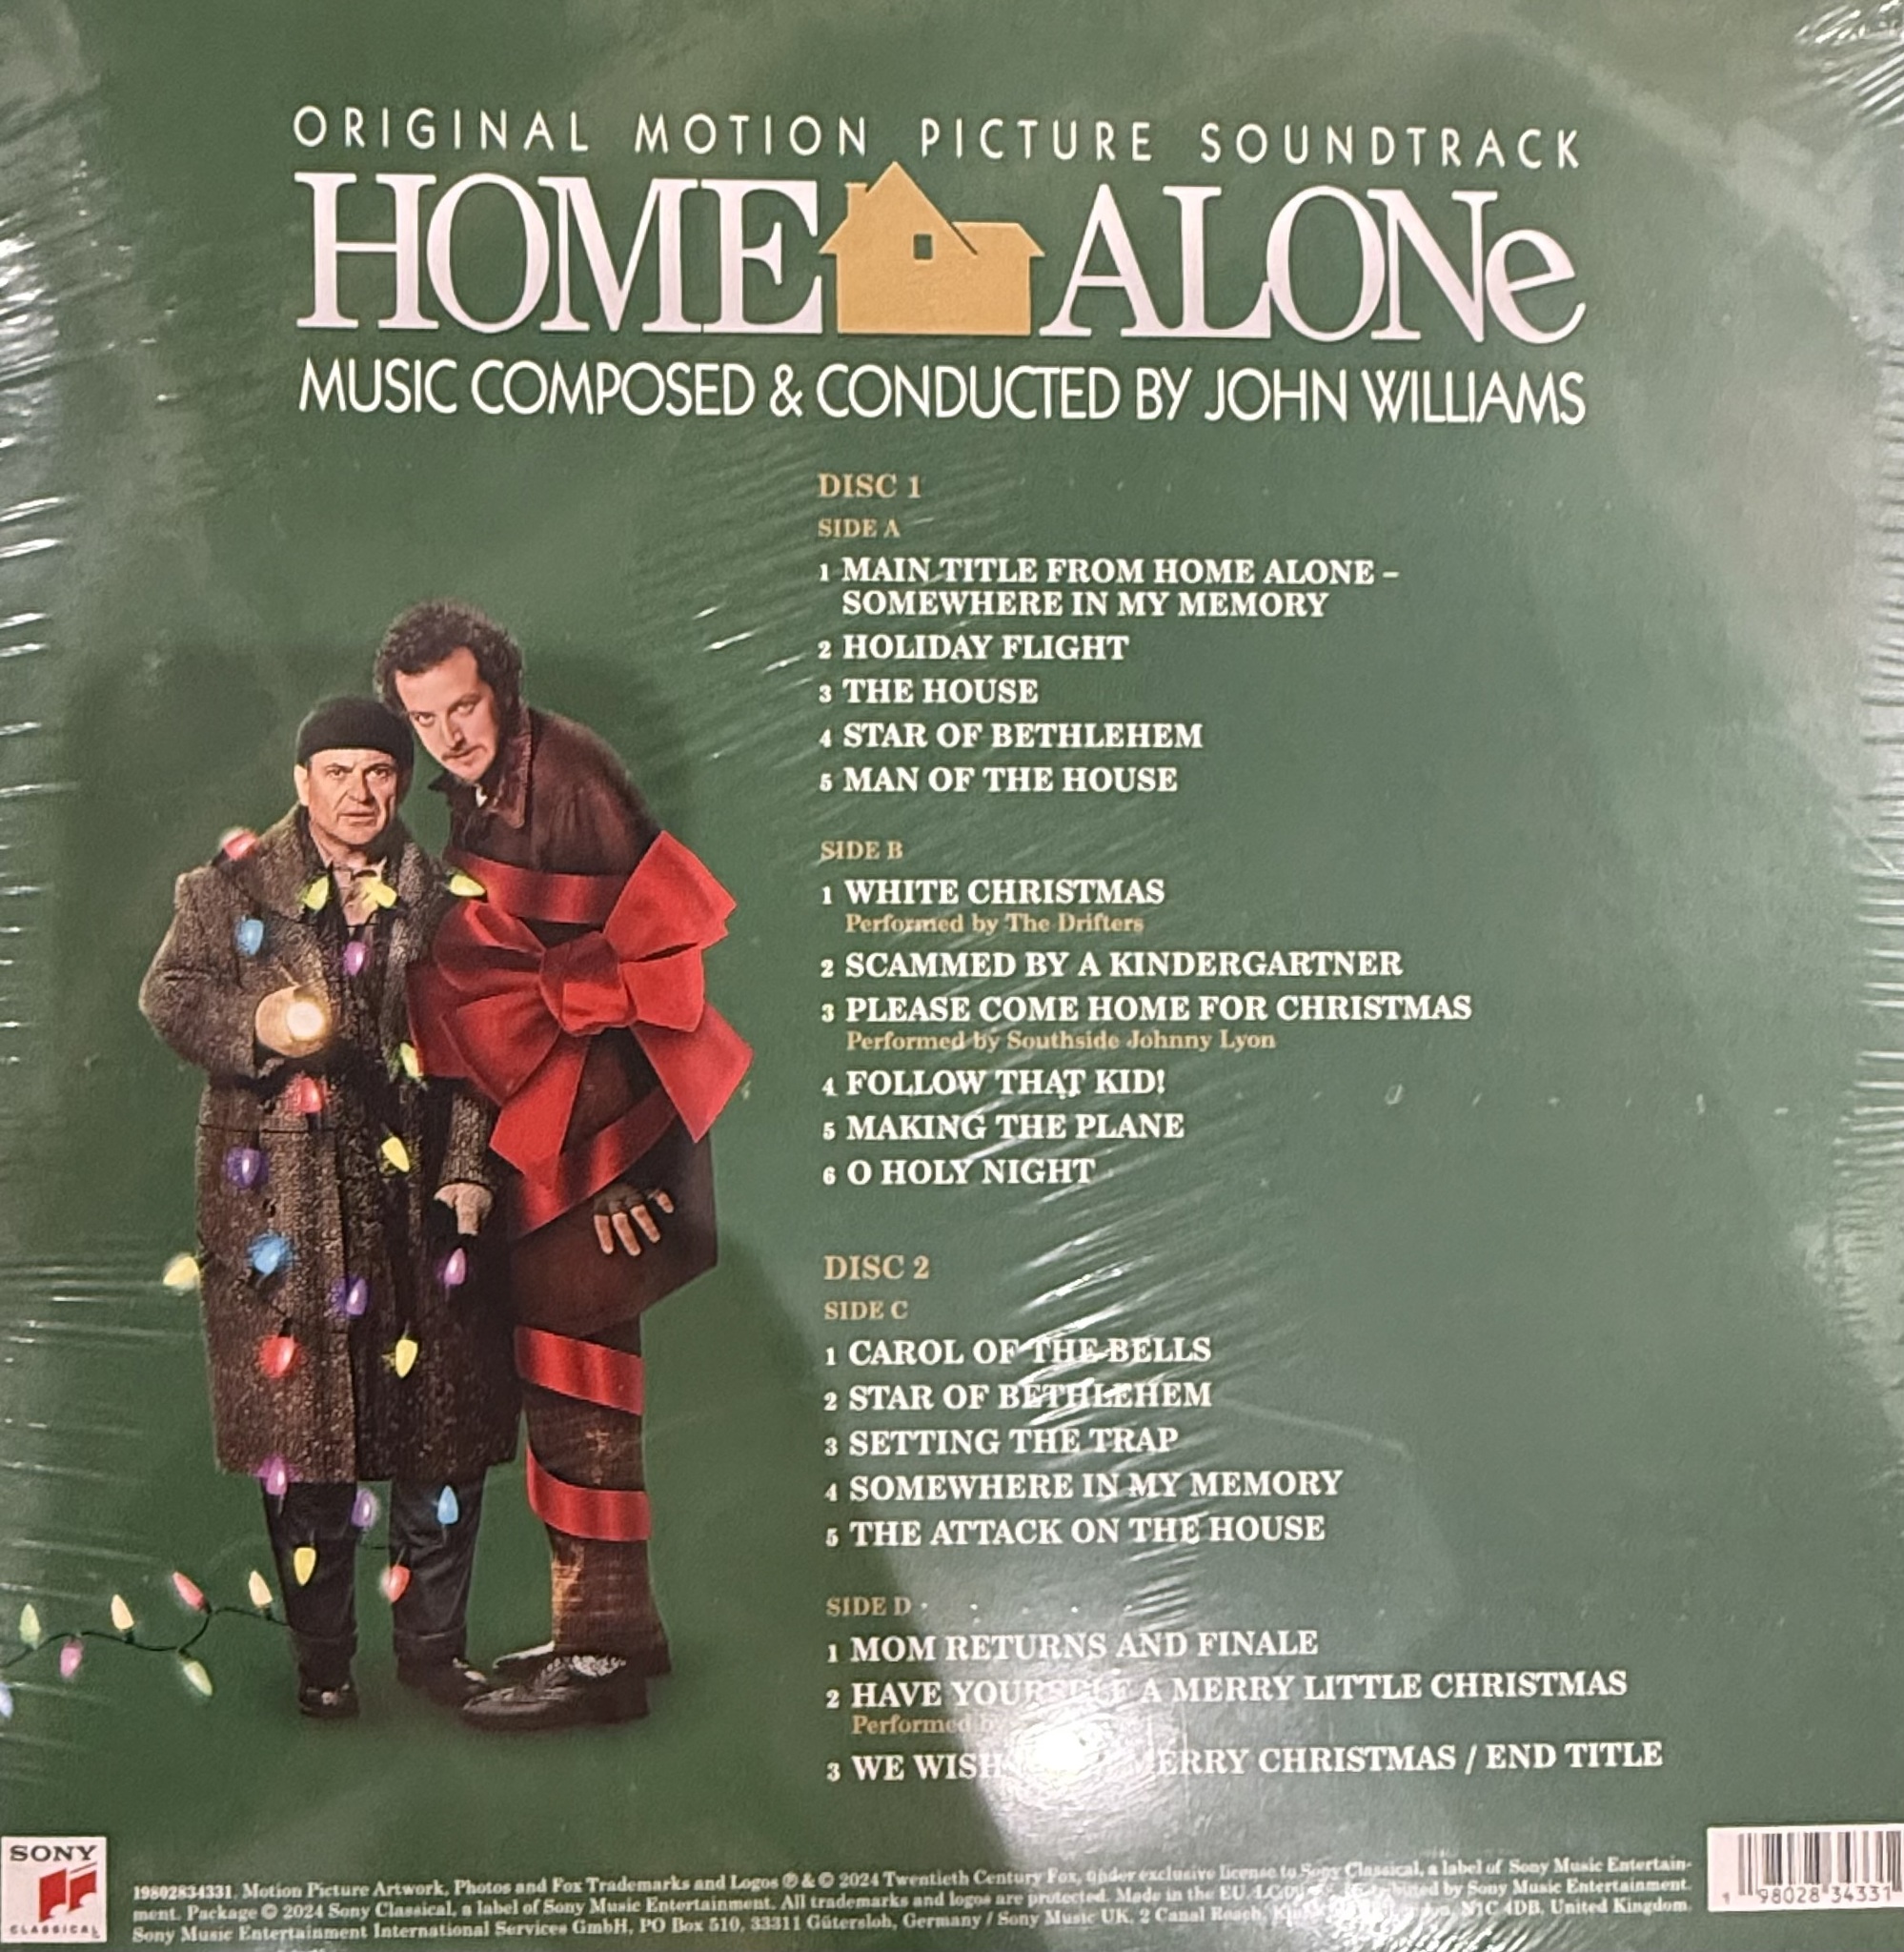 ORIGINAL MOTION PICTURE SOUNDTRACK
HOME ALONe
MUSIC COMPOSED & CONDUCTED BY JOHN WILLIAMS
DISC 1
SIDE A
1 MAIN TITLE FROM HOME ALONE –
SOMEWHERE IN MY MEMORY
2 HOLIDAY FLIGHT
3 THE HOUSE
4 STAR OF BETHLEHEM
5 MAN OF THE HOUSE
SIDE B
1 WHITE CHRISTMAS
Performed by The Drifters
2 SCAMMED BY A KINDERGARTNER
3 PLEASE COME HOME FOR CHRISTMAS
Performed by Southside Johnny Lyon
4 FOLLOW THAT KID!
5 MAKING THE PLANE
6 O HOLY NIGHT
DISC 2
SIDE C
1 CAROL OF THE BELLS
2 STAR OF BETHLEHEM
3 SETTING THE TRAP
4 SOMEWHERE IN MY MEMORY
5 THE ATTACK ON THE HOUSE
SIDE D
1 MOM RETURNS AND FINALE
2 HAVE YOURSELF A MERRY LITTLE CHRISTMAS
Performed by
3 WE WISH MERRY CHRISTMAS / END TITLE
SONY
CLASSICAL
19802834331. Motion Picture Artwork, Photos and Fox Trademarks and Logos ℗ & © 2024 Twentieth Century Fox, under exclusive license to Sony Classical, a label of Sony Music Entertain-
ment. Package © 2024 Sony Classical, a label of Sony Music Entertainment. All trademarks and logos are protected. Made in the EU. by Sony Music Entertainment.
Sony Music Entertainment International Services GmbH, PO Box 510, 33311 Gütersloh, Germany / Sony Music UK, 2 Canal Reach, N1C 4DB, United Kingdom.
1 98028 34331